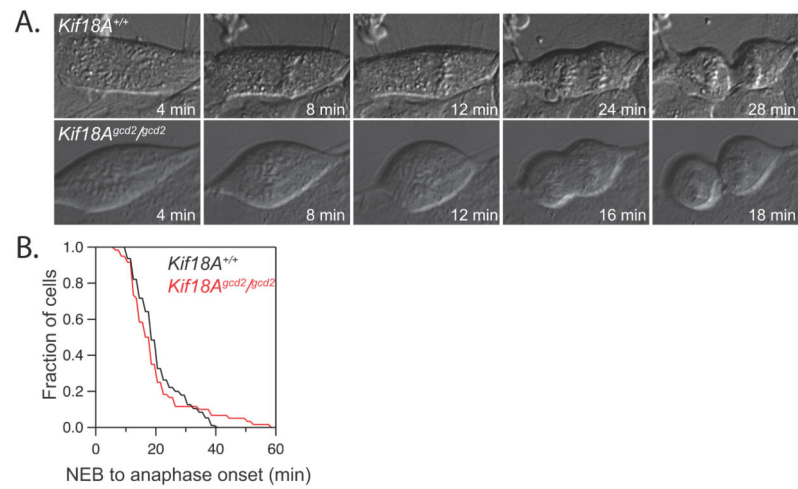 A.
Kif18A+/+
4 min
8 min
12 min
24 min
28 min
Kif18Agcd2/gcd2
4 min
8 min
12 min
16 min
18 min
B.
Kif18A+/+
Kif18Agcd2/gcd2
Fraction of cells
1.0
0.8
0.6
0.4
0.2
0.0
0 20 40 60
NEB to anaphase onset (min)